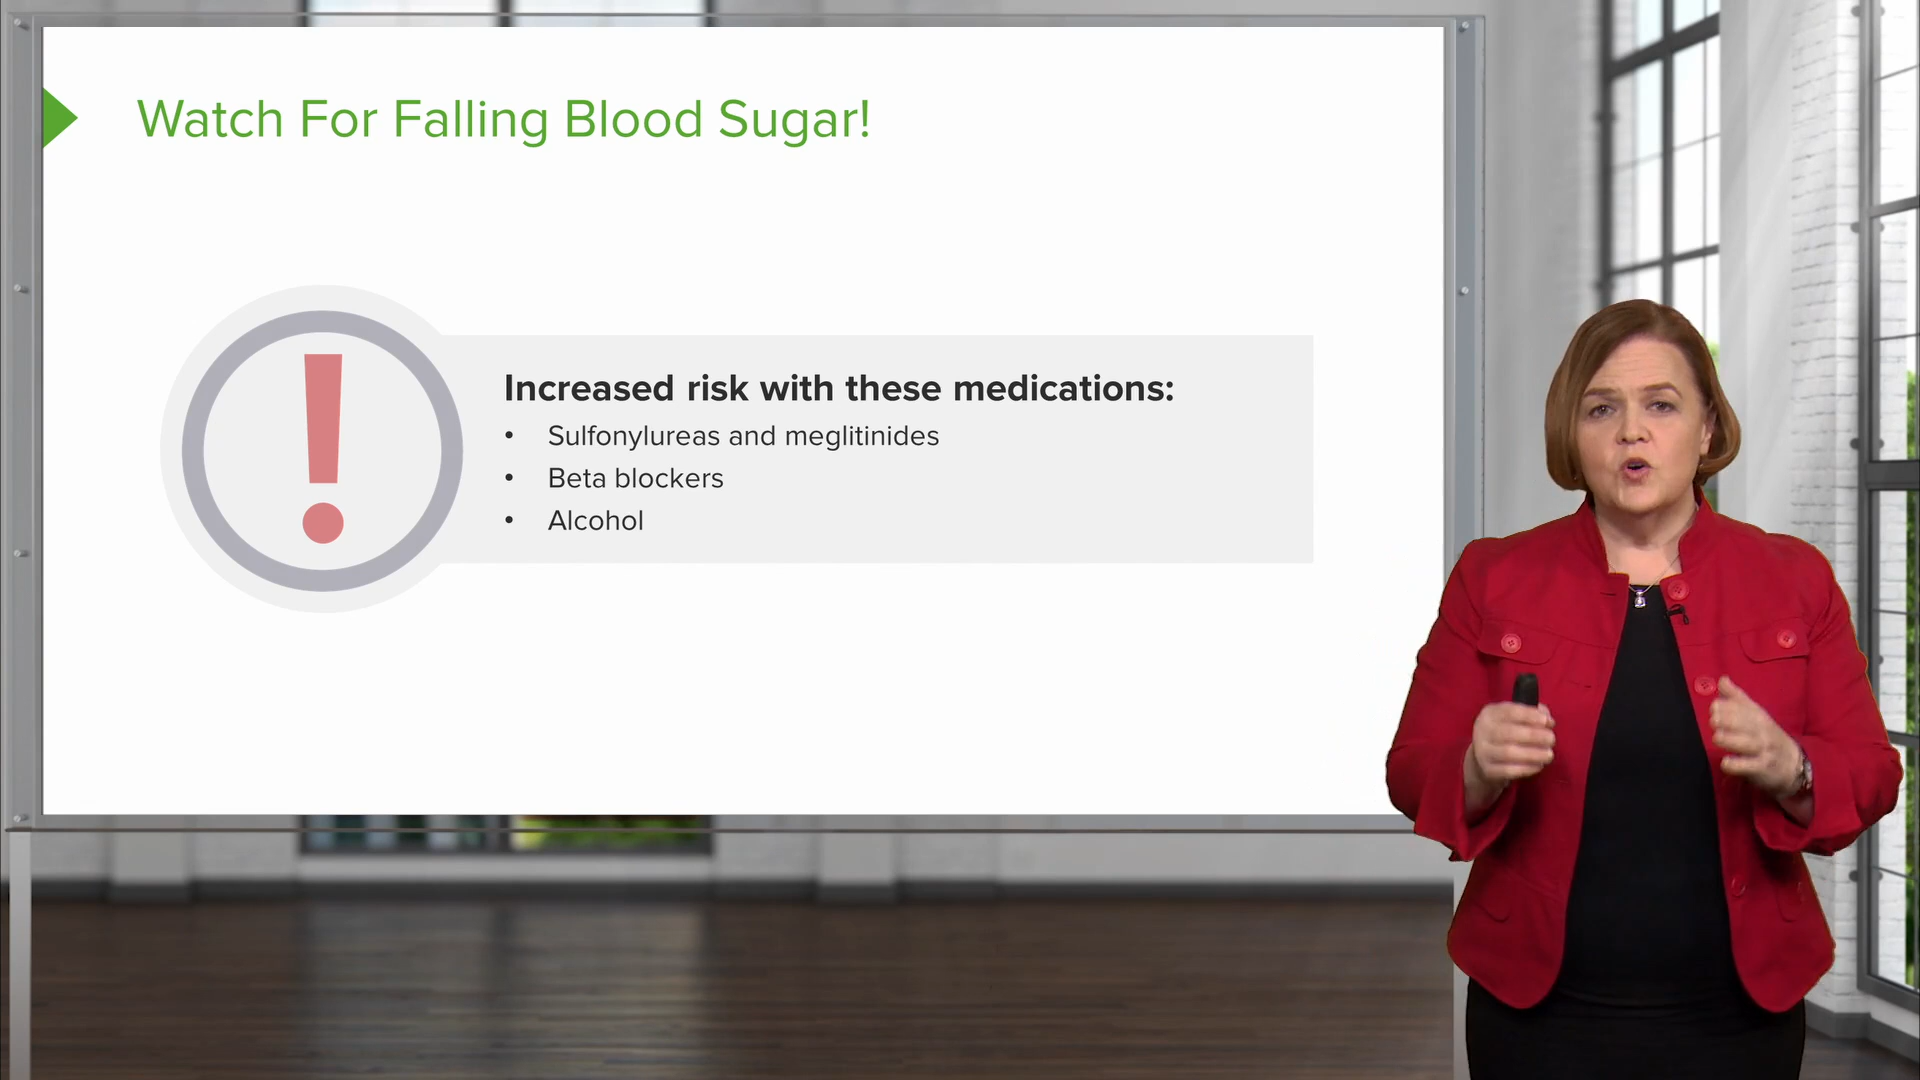 Watch For Falling Blood Sugar!
Increased risk with these medications:
• Sulfonylureas and meglitinides
• Beta blockers
• Alcohol